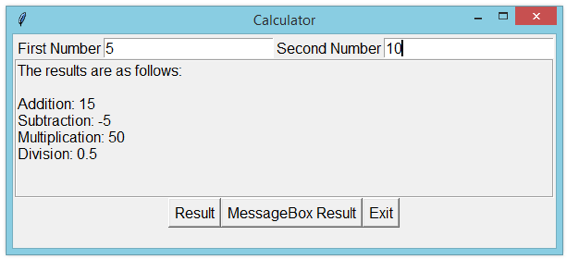 Calculator
First Number 5 Second Number 10
The results are as follows:
Addition: 15
Subtraction: -5
Multiplication: 50
Division: 0.5
Result MessageBox Result Exit